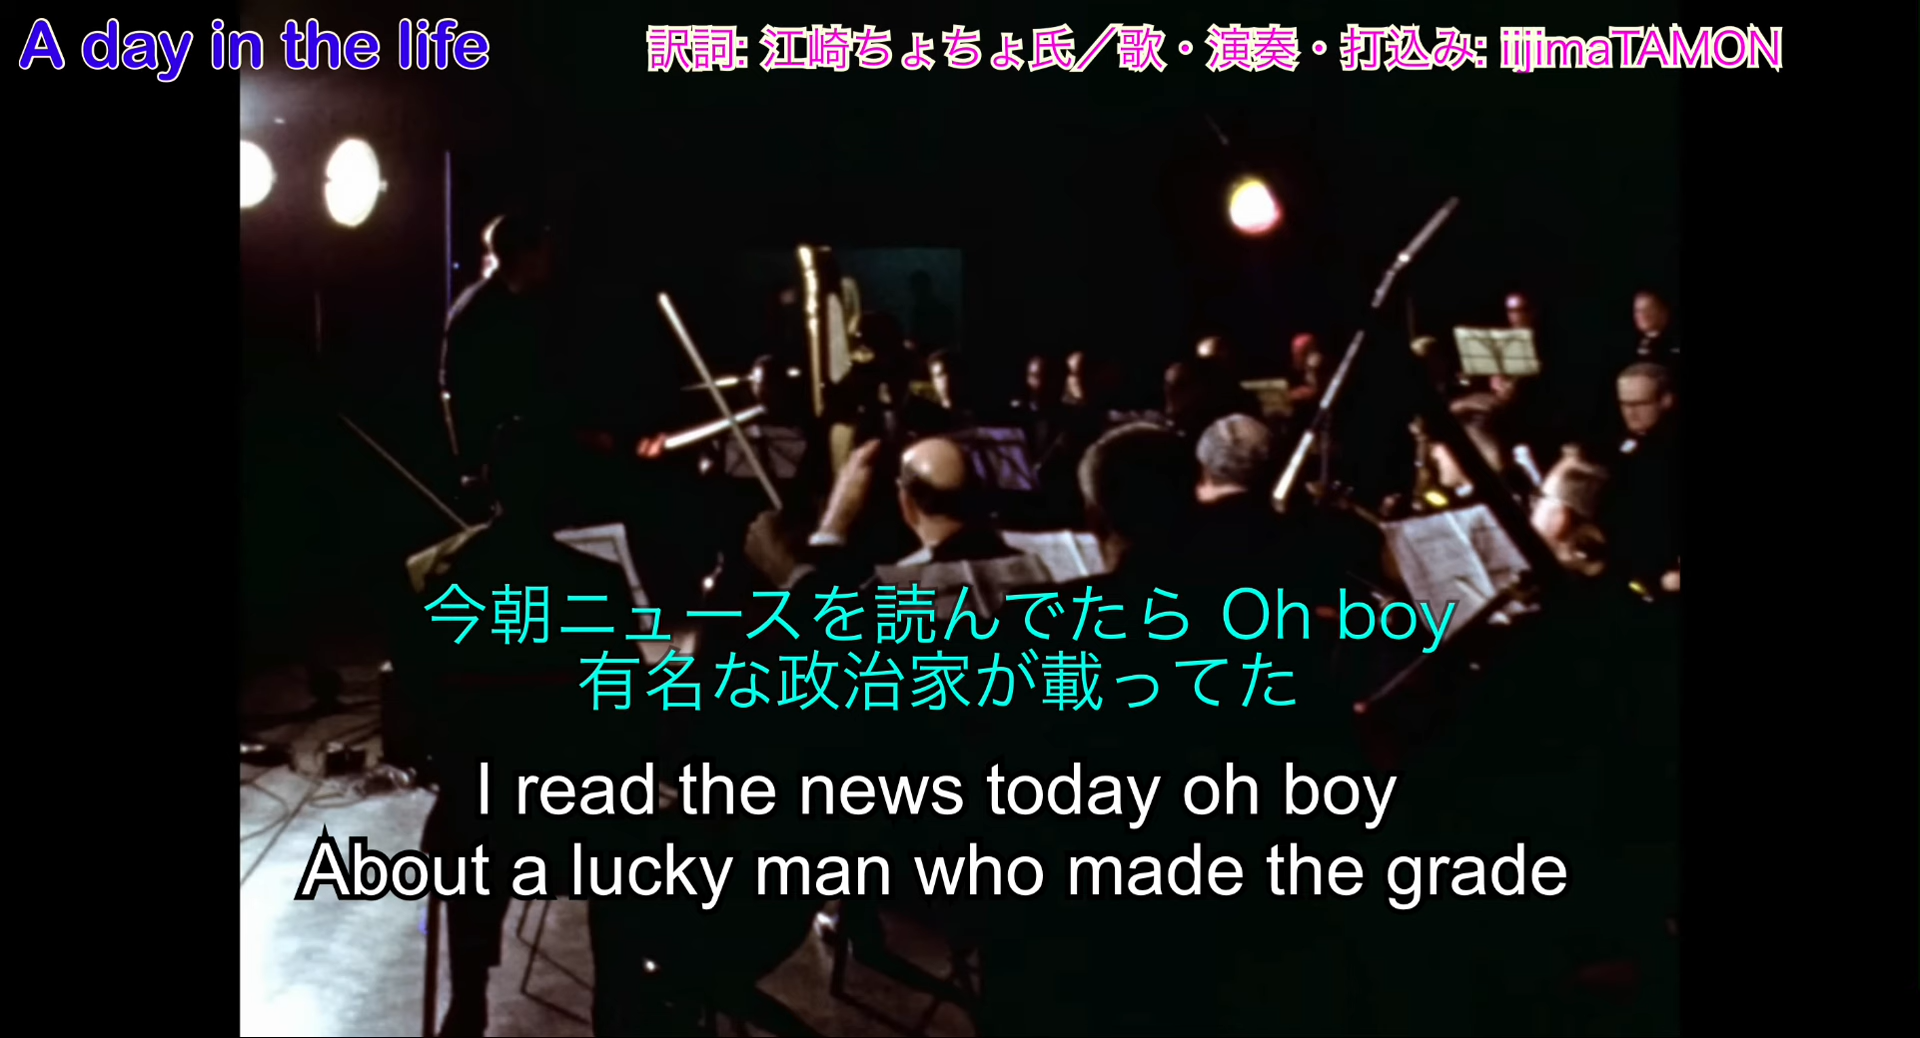 A day in the life
訳詞: 江崎ちょちょ氏／歌・演奏・打込み: iijimaTAMON
今朝ニュースを読んでたら Oh boy
有名な政治家が載ってた
I read the news today oh boy
About a lucky man who made the grade